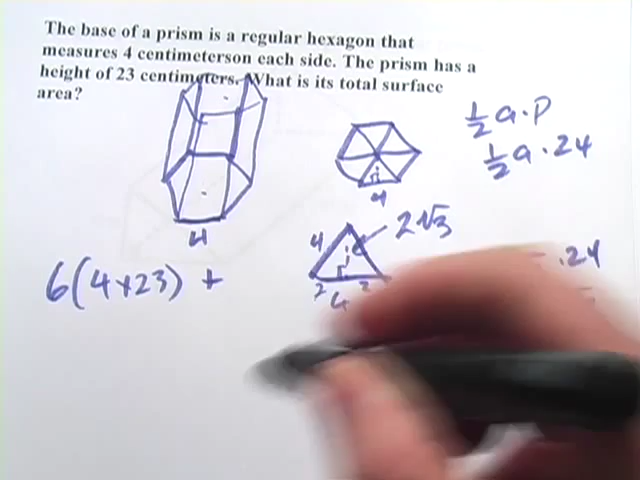 The base of a prism is a regular hexagon that
measures 4 centimeterson each side. The prism has a
height of 23 centimeters. What is its total surface
area?
½ a · P
½ a · 24
4
4
4
2√3
2
2
4
· 24
6(4×23) +